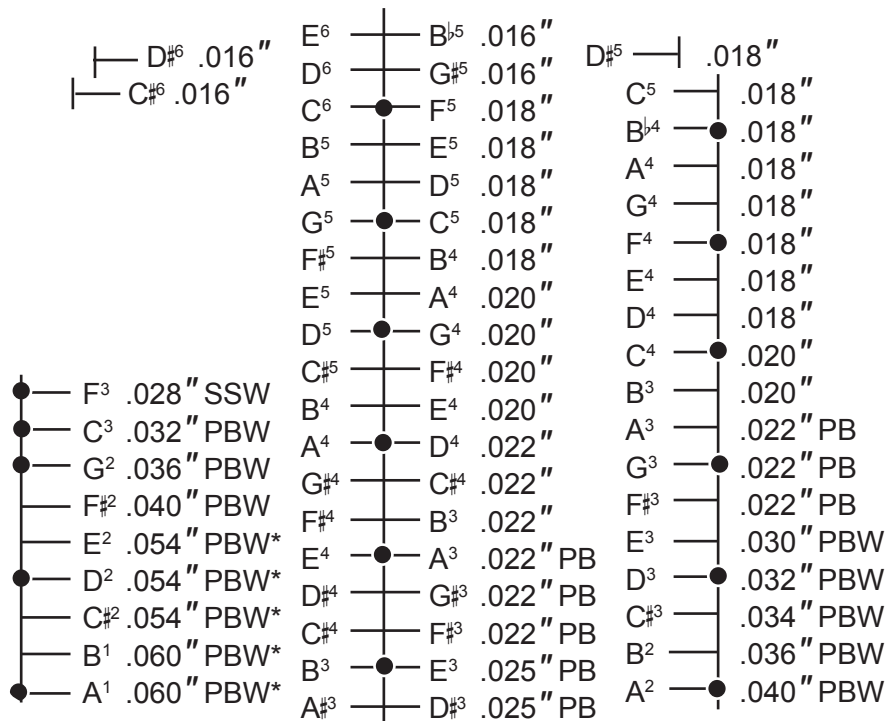 D♯⁶ .016″
C♯⁶ .016″
F³ .028″ SSW
C³ .032″ PBW
G² .036″ PBW
F♯² .040″ PBW
E² .054″ PBW*
D² .054″ PBW*
C♯² .054″ PBW*
B¹ .060″ PBW*
A¹ .060″ PBW*
E⁶ B♭⁵ .016″
D⁶ G♯⁵ .016″
C⁶ F⁵ .018″
B⁵ E⁵ .018″
A⁵ D⁵ .018″
G⁵ C⁵ .018″
F♯⁵ B⁴ .018″
E⁵ A⁴ .020″
D⁵ G⁴ .020″
C♯⁵ F♯⁴ .020″
B⁴ E⁴ .020″
A⁴ D⁴ .022″
G♯⁴ C♯⁴ .022″
F♯⁴ B³ .022″
E⁴ A³ .022″ PB
D♯⁴ G♯³ .022″ PB
C♯⁴ F♯³ .022″ PB
B³ E³ .025″ PB
A♯³ D♯³ .025″ PB
D♯⁵ .018″
C⁵ .018″
B♭⁴ .018″
A⁴ .018″
G⁴ .018″
F⁴ .018″
E⁴ .018″
D⁴ .018″
C⁴ .020″
B³ .020″
A³ .022″ PB
G³ .022″ PB
F♯³ .022″ PB
E³ .030″ PBW
D³ .032″ PBW
C♯³ .034″ PBW
B² .036″ PBW
A² .040″ PBW